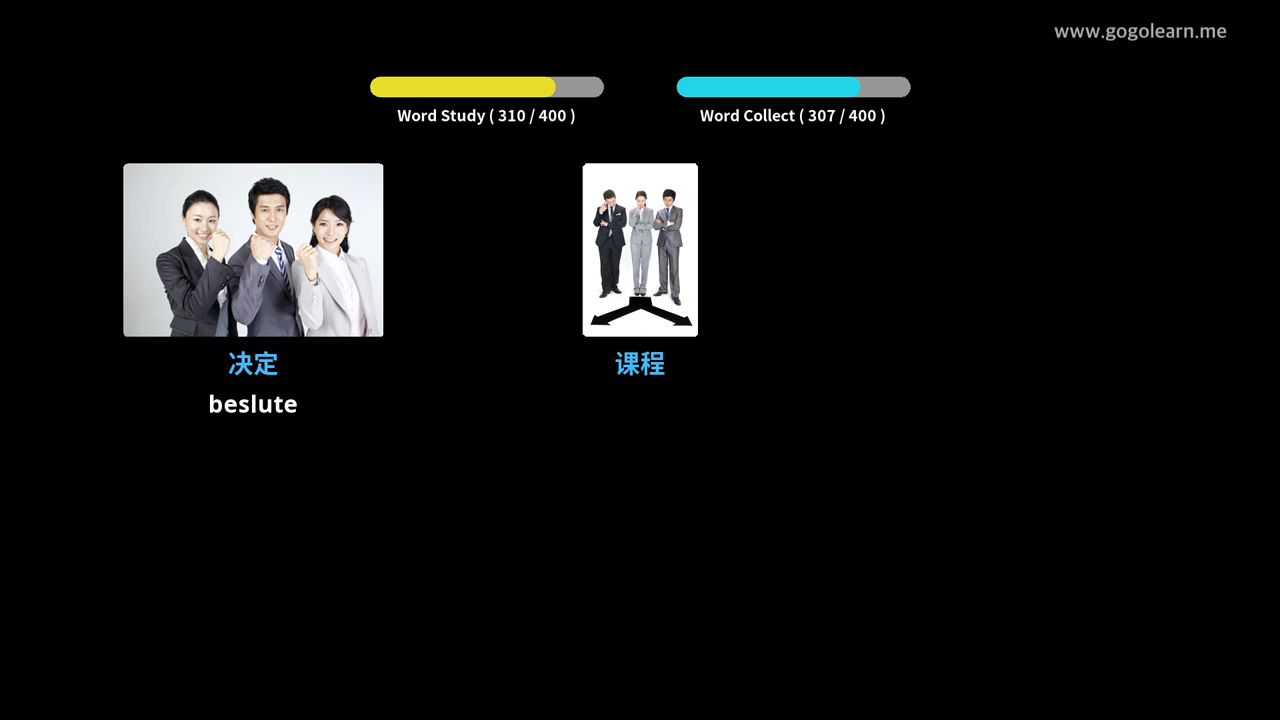 www.gogolearn.me
Word Study ( 310 / 400 )
Word Collect ( 307 / 400 )
决定
课程
beslute